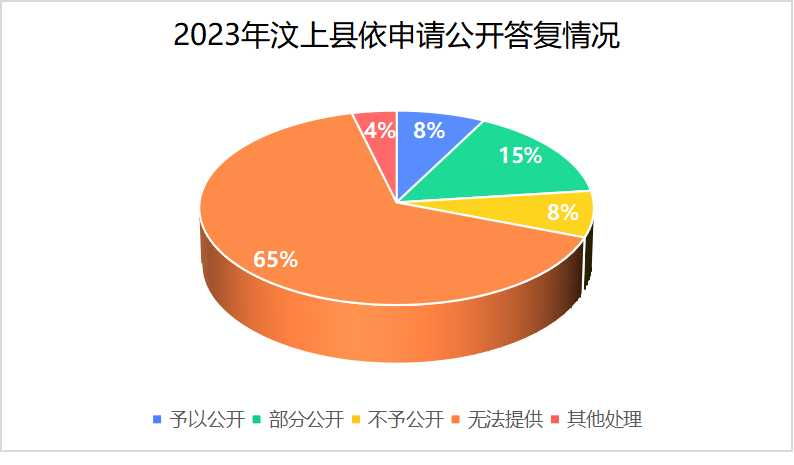 2023年汶上县依申请公开答复情况
4% 8%
15%
8%
65%
予以公开 部分公开 不予公开 无法提供 其他处理